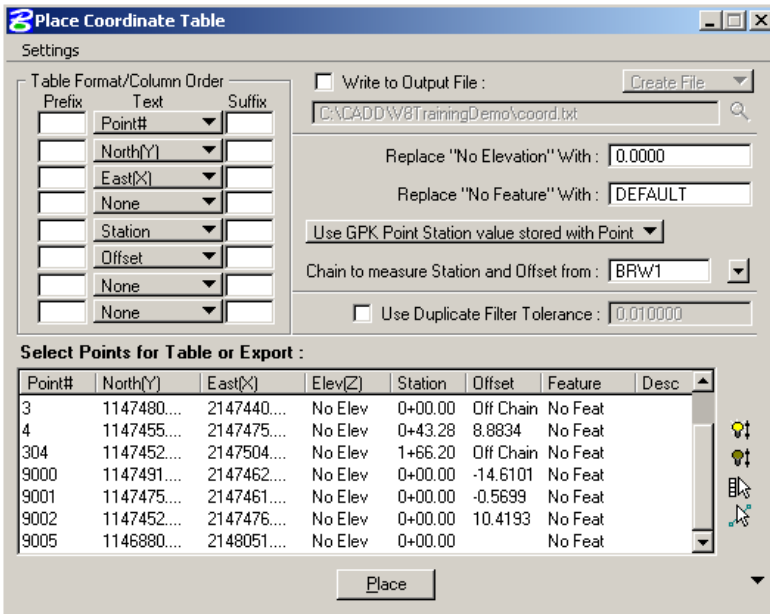 Place Coordinate Table
Settings
Table Format/Column Order
Prefix Text Suffix
Point#
North(Y)
East(X)
None
Station
Offset
None
None
Write to Output File : Create File
C:\CADD\V8TrainingDemo\coord.txt
Replace "No Elevation" With : 0.0000
Replace "No Feature" With : DEFAULT
Use GPK Point Station value stored with Point
Chain to measure Station and Offset from : BRW1
Use Duplicate Filter Tolerance : 0.010000
Select Points for Table or Export :
Point# North(Y) East(X) Elev(Z) Station Offset Feature Desc
3 1147480.... 2147440.... No Elev 0+00.00 Off Chain No Feat
4 1147455.... 2147475.... No Elev 0+43.28 8.8834 No Feat
304 1147452.... 2147504.... No Elev 1+66.20 Off Chain No Feat
9000 1147491.... 2147462.... No Elev 0+00.00 -14.6101 No Feat
9001 1147475.... 2147461.... No Elev 0+00.00 -0.5699 No Feat
9002 1147452.... 2147476.... No Elev 0+00.00 10.4193 No Feat
9005 1146880.... 2148051.... No Elev 0+00.00 No Feat
Place